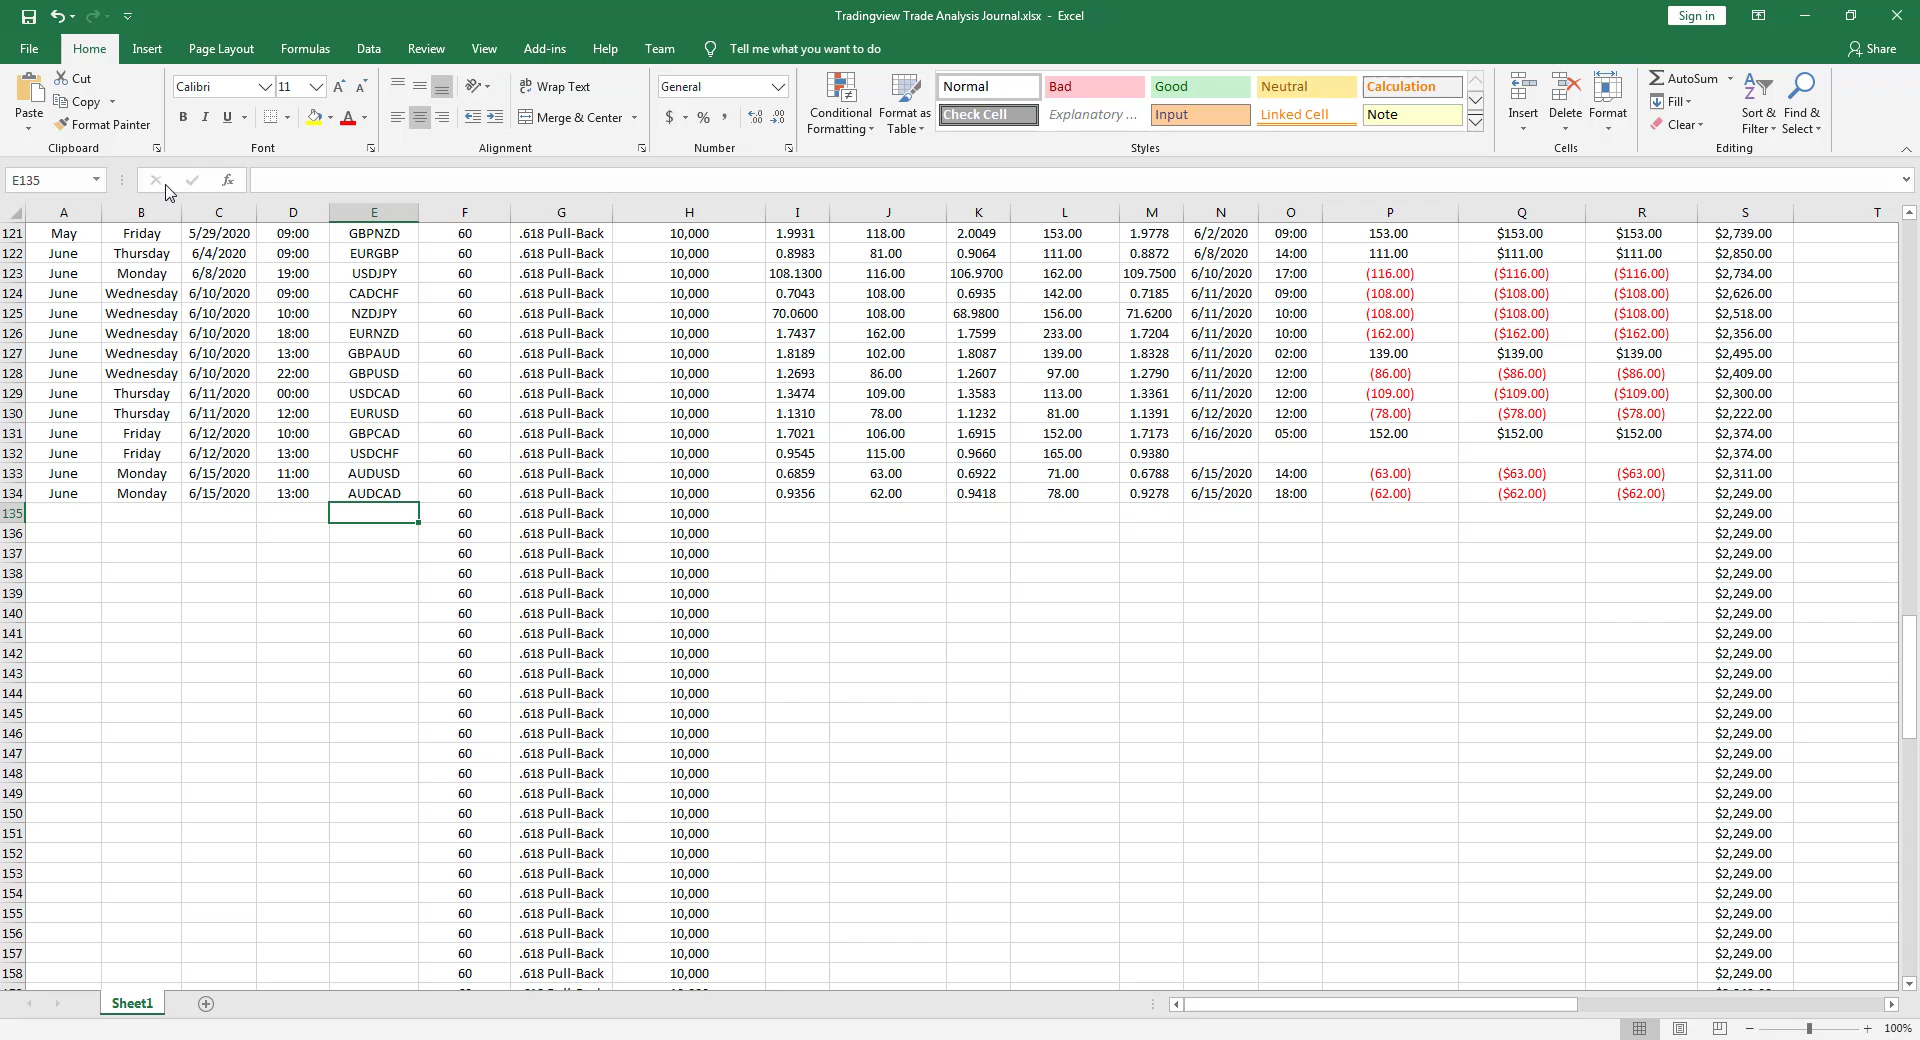 Tradingview Trade Analysis Journal.xlsx - Excel
Sign in
File Home Insert Page Layout Formulas Data Review View Add-ins Help Team Tell me what you want to do Share
Cut Calibri 11 A A ab Wrap Text General Normal Bad Good Neutral Calculation AutoSum
Copy Fill
Paste Format Painter B I U A Merge & Center $ % , Conditional Formatting Format as Table Check Cell Explanatory ... Input Linked Cell Note Insert Delete Format Clear Sort & Filter Find & Select
Clipboard Font Alignment Number Styles Cells Editing
E135 fx
A B C D E F G H I J K L M N O P Q R S T
121 May Friday 5/29/2020 09:00 GBPNZD 60 .618 Pull-Back 10,000 1.9931 118.00 2.0049 153.00 1.9778 6/2/2020 09:00 153.00 $153.00 $153.00 $2,739.00
122 June Thursday 6/4/2020 09:00 EURGBP 60 .618 Pull-Back 10,000 0.8983 81.00 0.9064 111.00 0.8872 6/8/2020 14:00 111.00 $111.00 $111.00 $2,850.00
123 June Monday 6/8/2020 19:00 USDJPY 60 .618 Pull-Back 10,000 108.1300 116.00 106.9700 162.00 109.7500 6/10/2020 17:00 (116.00) ($116.00) ($116.00) $2,734.00
124 June Wednesday 6/10/2020 09:00 CADCHF 60 .618 Pull-Back 10,000 0.7043 108.00 0.6935 142.00 0.7185 6/11/2020 09:00 (108.00) ($108.00) ($108.00) $2,626.00
125 June Wednesday 6/10/2020 10:00 NZDJPY 60 .618 Pull-Back 10,000 70.0600 108.00 68.9800 156.00 71.6200 6/11/2020 10:00 (108.00) ($108.00) ($108.00) $2,518.00
126 June Wednesday 6/10/2020 18:00 EURNZD 60 .618 Pull-Back 10,000 1.7437 162.00 1.7599 233.00 1.7204 6/11/2020 10:00 (162.00) ($162.00) ($162.00) $2,356.00
127 June Wednesday 6/10/2020 13:00 GBPAUD 60 .618 Pull-Back 10,000 1.8189 102.00 1.8087 139.00 1.8328 6/11/2020 02:00 139.00 $139.00 $139.00 $2,495.00
128 June Wednesday 6/10/2020 22:00 GBPUSD 60 .618 Pull-Back 10,000 1.2693 86.00 1.2607 97.00 1.2790 6/11/2020 12:00 (86.00) ($86.00) ($86.00) $2,409.00
129 June Thursday 6/11/2020 00:00 USDCAD 60 .618 Pull-Back 10,000 1.3474 109.00 1.3583 113.00 1.3361 6/11/2020 12:00 (109.00) ($109.00) ($109.00) $2,300.00
130 June Thursday 6/11/2020 12:00 EURUSD 60 .618 Pull-Back 10,000 1.1310 78.00 1.1232 81.00 1.1391 6/12/2020 12:00 (78.00) ($78.00) ($78.00) $2,222.00
131 June Friday 6/12/2020 10:00 GBPCAD 60 .618 Pull-Back 10,000 1.7021 106.00 1.6915 152.00 1.7173 6/16/2020 05:00 152.00 $152.00 $152.00 $2,374.00
132 June Friday 6/12/2020 13:00 USDCHF 60 .618 Pull-Back 10,000 0.9545 115.00 0.9660 165.00 0.9380 $2,374.00
133 June Monday 6/15/2020 11:00 AUDUSD 60 .618 Pull-Back 10,000 0.6859 63.00 0.6922 71.00 0.6788 6/15/2020 14:00 (63.00) ($63.00) ($63.00) $2,311.00
134 June Monday 6/15/2020 13:00 AUDCAD 60 .618 Pull-Back 10,000 0.9356 62.00 0.9418 78.00 0.9278 6/15/2020 18:00 (62.00) ($62.00) ($62.00) $2,249.00
135 60 .618 Pull-Back 10,000 $2,249.00
136 60 .618 Pull-Back 10,000 $2,249.00
137 60 .618 Pull-Back 10,000 $2,249.00
138 60 .618 Pull-Back 10,000 $2,249.00
139 60 .618 Pull-Back 10,000 $2,249.00
140 60 .618 Pull-Back 10,000 $2,249.00
141 60 .618 Pull-Back 10,000 $2,249.00
142 60 .618 Pull-Back 10,000 $2,249.00
143 60 .618 Pull-Back 10,000 $2,249.00
144 60 .618 Pull-Back 10,000 $2,249.00
145 60 .618 Pull-Back 10,000 $2,249.00
146 60 .618 Pull-Back 10,000 $2,249.00
147 60 .618 Pull-Back 10,000 $2,249.00
148 60 .618 Pull-Back 10,000 $2,249.00
149 60 .618 Pull-Back 10,000 $2,249.00
150 60 .618 Pull-Back 10,000 $2,249.00
151 60 .618 Pull-Back 10,000 $2,249.00
152 60 .618 Pull-Back 10,000 $2,249.00
153 60 .618 Pull-Back 10,000 $2,249.00
154 60 .618 Pull-Back 10,000 $2,249.00
155 60 .618 Pull-Back 10,000 $2,249.00
156 60 .618 Pull-Back 10,000 $2,249.00
157 60 .618 Pull-Back 10,000 $2,249.00
158 60 .618 Pull-Back 10,000 $2,249.00
Sheet1
100%